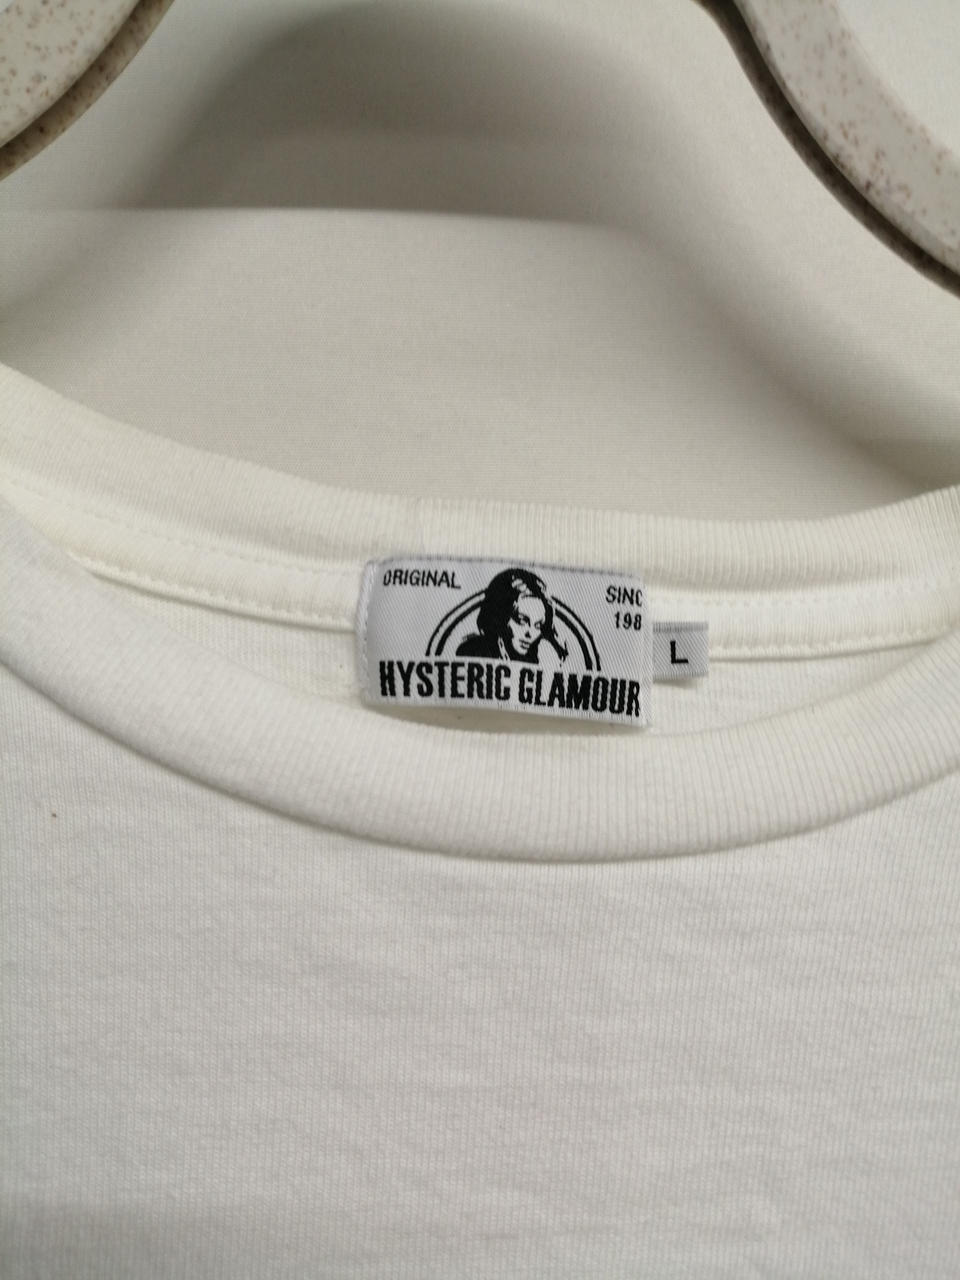 ORIGINAL
SINC
198
HYSTERIC GLAMOUR
L